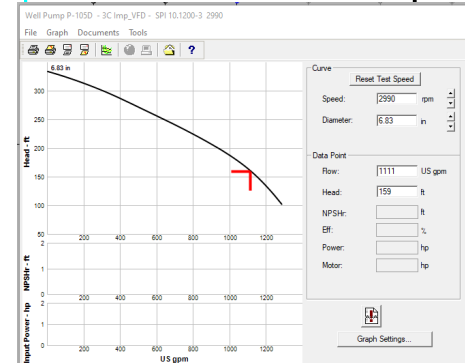 Well Pump P-105D - 3C Imp_VFD - SPI 10.1200-3 2990
File Graph Documents Tools
?
6.83 in
300
250
200
150
100
50
Head - ft
200 400 600 800 1000 1200
2
0
NPSHr - ft
200 400 600 800 1000 1200
2
1
0
Input Power - hp
200 400 600 800 1000 1200
US gpm
Curve
Reset Test Speed
Speed: 2990 rpm
Diameter: 6.83 in
Data Point
Flow: 1111 US gpm
Head: 159 ft
NPSHr: ft
Eff: %
Power: hp
Motor: hp
Graph Settings...